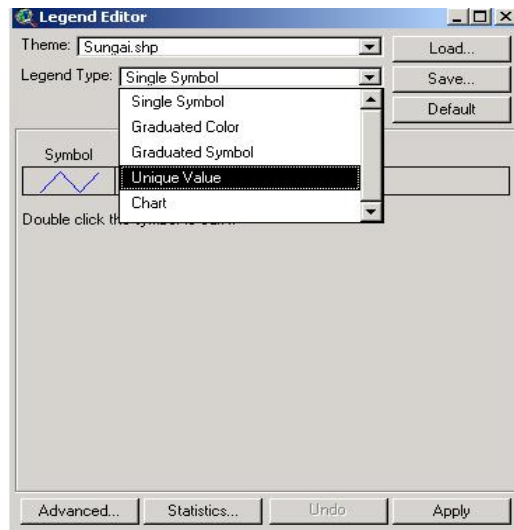 Legend Editor
Theme: Sungai.shp
Load...
Legend Type: Single Symbol
Save...
Single Symbol
Default
Graduated Color
Symbol
Graduated Symbol
Unique Value
Chart
Double click the
Advanced...
Statistics...
Undo
Apply